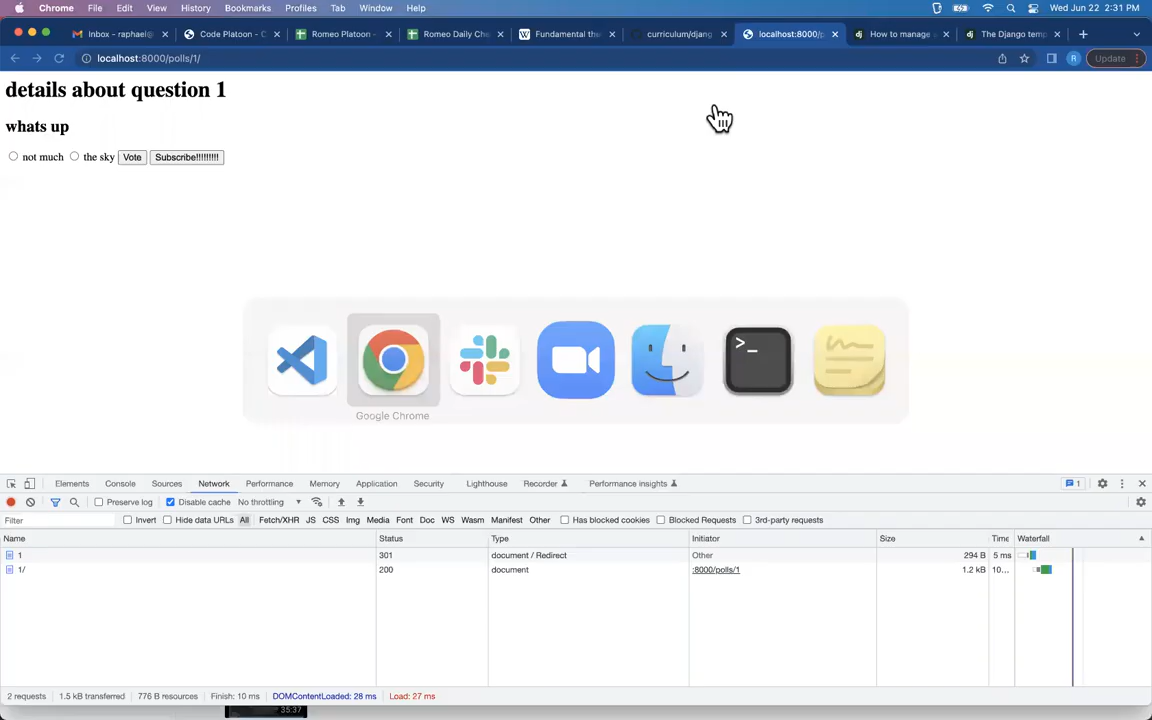 Chrome File Edit View History Bookmarks Profiles Tab Window Help Wed Jun 22 2:31 PM
Inbox - raphael@ Code Platoon - C Romeo Platoon - Romeo Daily Che Fundamental the curriculum/djang localhost:8000/p How to manage The Django temp
localhost:8000/polls/1/ R Update
details about question 1
whats up
not much the sky Vote Subscribe!!!!!!!!!
Google Chrome
Elements Console Sources Network Performance Memory Application Security Lighthouse Recorder Performance insights 1
Preserve log Disable cache No throttling
Filter Invert Hide data URLs All Fetch/XHR JS CSS Img Media Font Doc WS Wasm Manifest Other Has blocked cookies Blocked Requests 3rd-party requests
Name Status Type Initiator Size Time Waterfall
1 301 document / Redirect Other 294 B 5 ms
1/ 200 document :8000/polls/1 1.2 kB 10...
2 requests 1.5 kB transferred 776 B resources Finish: 10 ms DOMContentLoaded: 28 ms Load: 27 ms
35:37